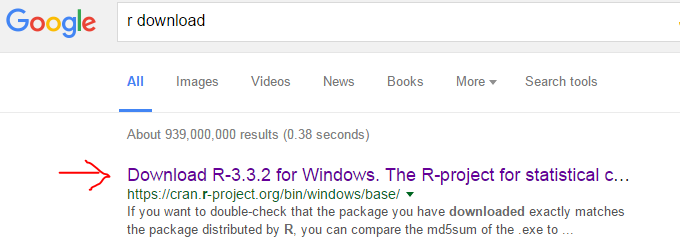 Google
r download
All Images Videos News Books More Search tools
About 939,000,000 results (0.38 seconds)
Download R-3.3.2 for Windows. The R-project for statistical c...
https://cran.r-project.org/bin/windows/base/
If you want to double-check that the package you have downloaded exactly matches
the package distributed by R, you can compare the md5sum of the .exe to ...